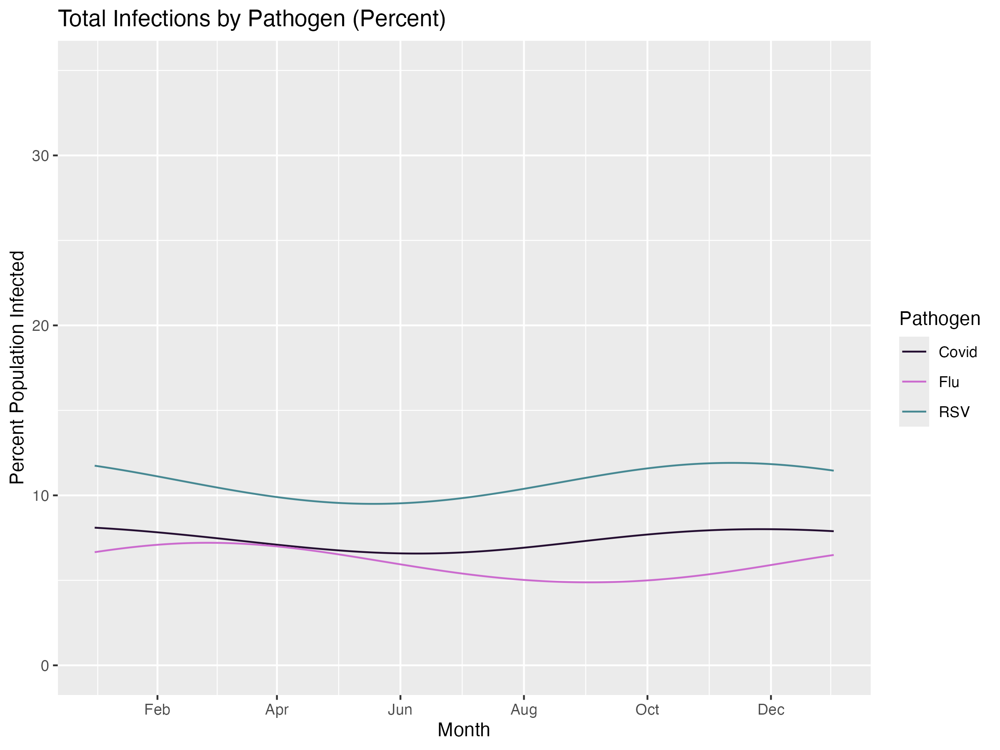 Total Infections by Pathogen (Percent)
Percent Population Infected
30
20
10
0
Feb Apr Jun Aug Oct Dec
Month
Pathogen
Covid
Flu
RSV